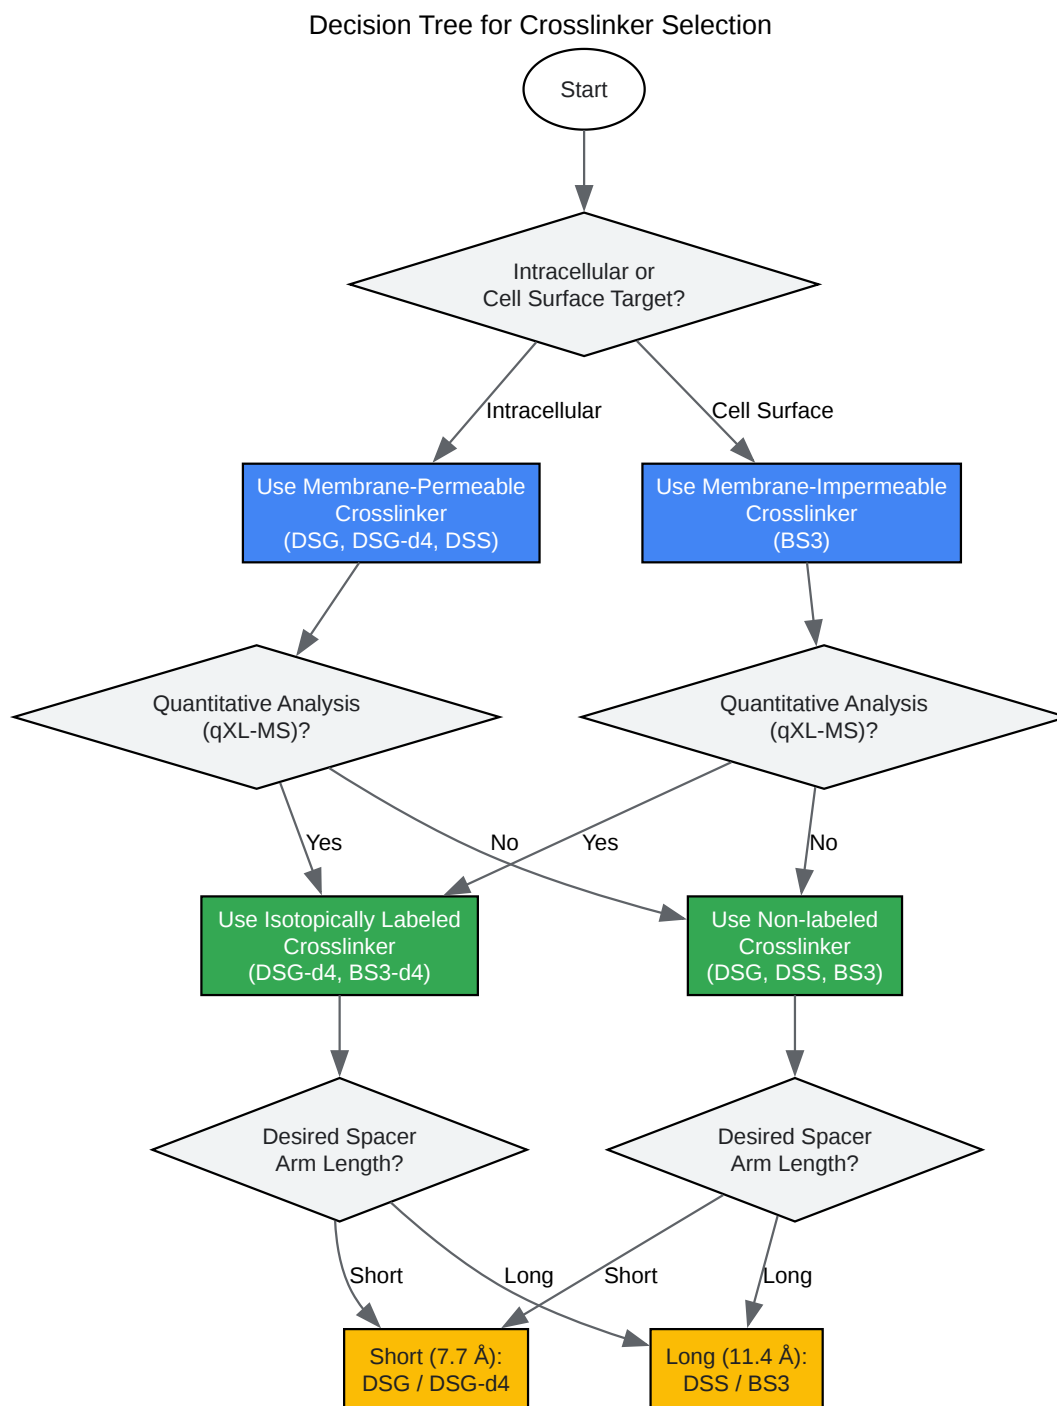 Decision Tree for Crosslinker Selection
Start
Intracellular or
Cell Surface Target?
Intracellular
Cell Surface
Use Membrane-Permeable
Crosslinker
(DSG, DSG-d4, DSS)
Use Membrane-Impermeable
Crosslinker
(BS3)
Quantitative Analysis
(qXL-MS)?
Quantitative Analysis
(qXL-MS)?
Yes
No
Yes
No
Use Isotopically Labeled
Crosslinker
(DSG-d4, BS3-d4)
Use Non-labeled
Crosslinker
(DSG, DSS, BS3)
Desired Spacer
Arm Length?
Desired Spacer
Arm Length?
Short
Long
Short
Long
Short (7.7 Å):
DSG / DSG-d4
Long (11.4 Å):
DSS / BS3